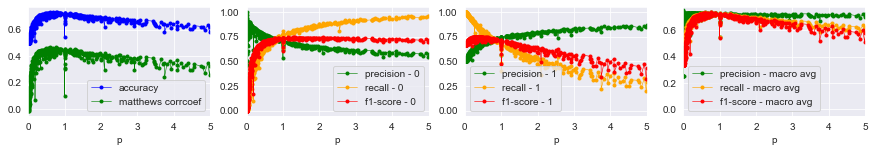 0.6
0.4
0.2
0.0
0 1 2 3 4 5
p
accuracy
matthews corrcoef
1.00
0.75
0.50
0.25
0.00
0 1 2 3 4 5
p
precision - 0
recall - 0
f1-score - 0
1.00
0.75
0.50
0.25
0.00
0 1 2 3 4 5
p
precision - 1
recall - 1
f1-score - 1
0.6
0.4
0.2
0.0
0 1 2 3 4 5
p
precision - macro avg
recall - macro avg
f1-score - macro avg